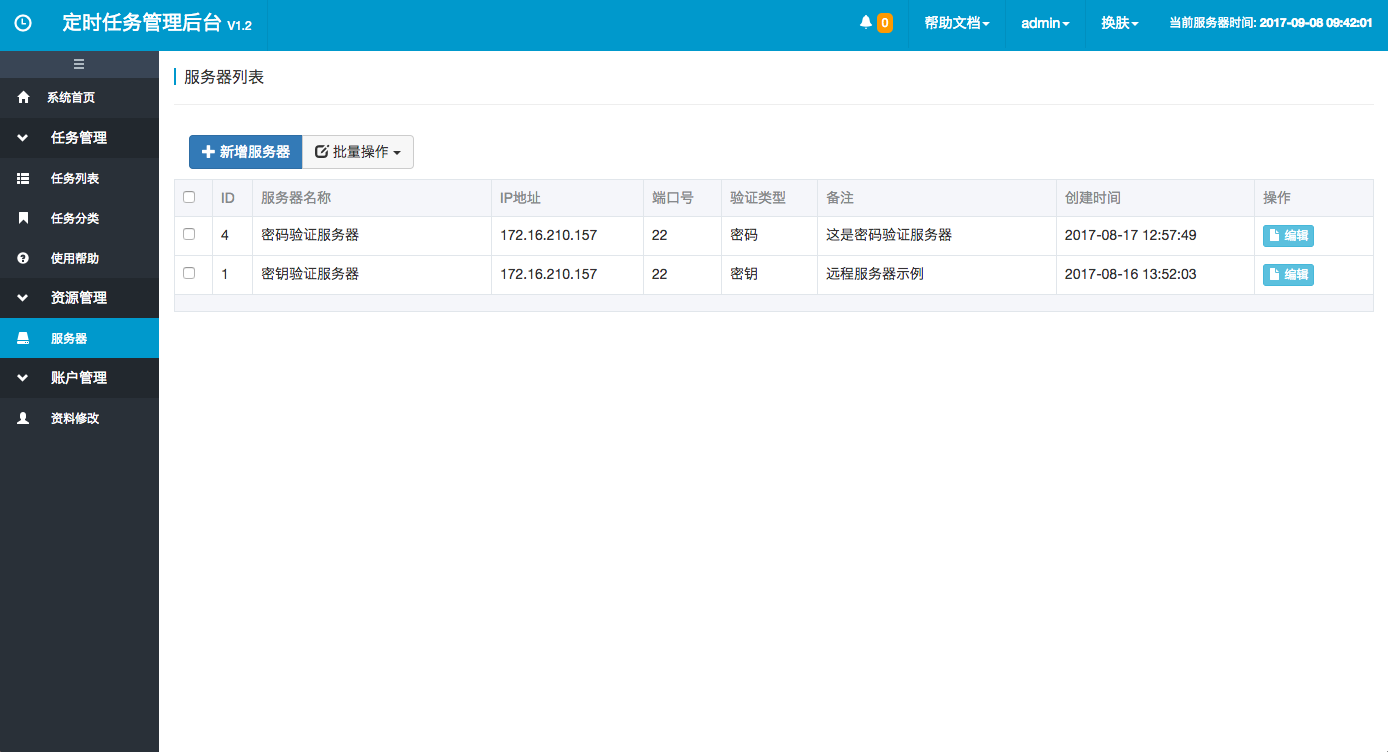 定时任务管理后台 V1.2
0 帮助文档 admin 换肤 当前服务器时间: 2017-09-08 09:42:01
系统首页
任务管理
任务列表
任务分类
使用帮助
资源管理
服务器
账户管理
资料修改
服务器列表
新增服务器 批量操作
ID 服务器名称 IP地址 端口号 验证类型 备注 创建时间 操作
4 密码验证服务器 172.16.210.157 22 密码 这是密码验证服务器 2017-08-17 12:57:49 编辑
1 密钥验证服务器 172.16.210.157 22 密钥 远程服务器示例 2017-08-16 13:52:03 编辑